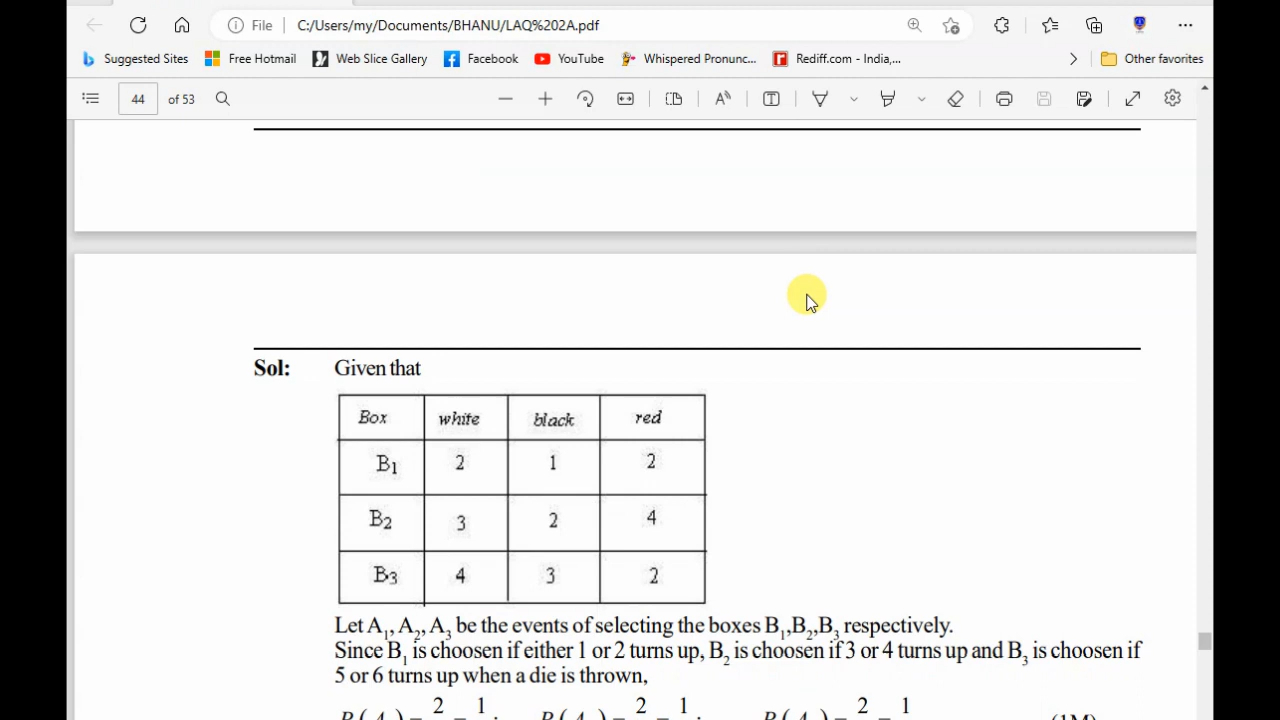 File C:/Users/my/Documents/BHANU/LAQ%202A.pdf
Suggested Sites Free Hotmail Web Slice Gallery Facebook YouTube Whispered Pronunc... Rediff.com - India,... Other favorites
44 of 53
Sol: Given that
Box white black red
B₁ 2 1 2
B₂ 3 2 4
B₃ 4 3 2
Let A₁, A₂, A₃ be the events of selecting the boxes B₁,B₂,B₃ respectively.
Since B₁ is choosen if either 1 or 2 turns up, B₂ is choosen if 3 or 4 turns up and B₃ is choosen if
5 or 6 turns up when a die is thrown,